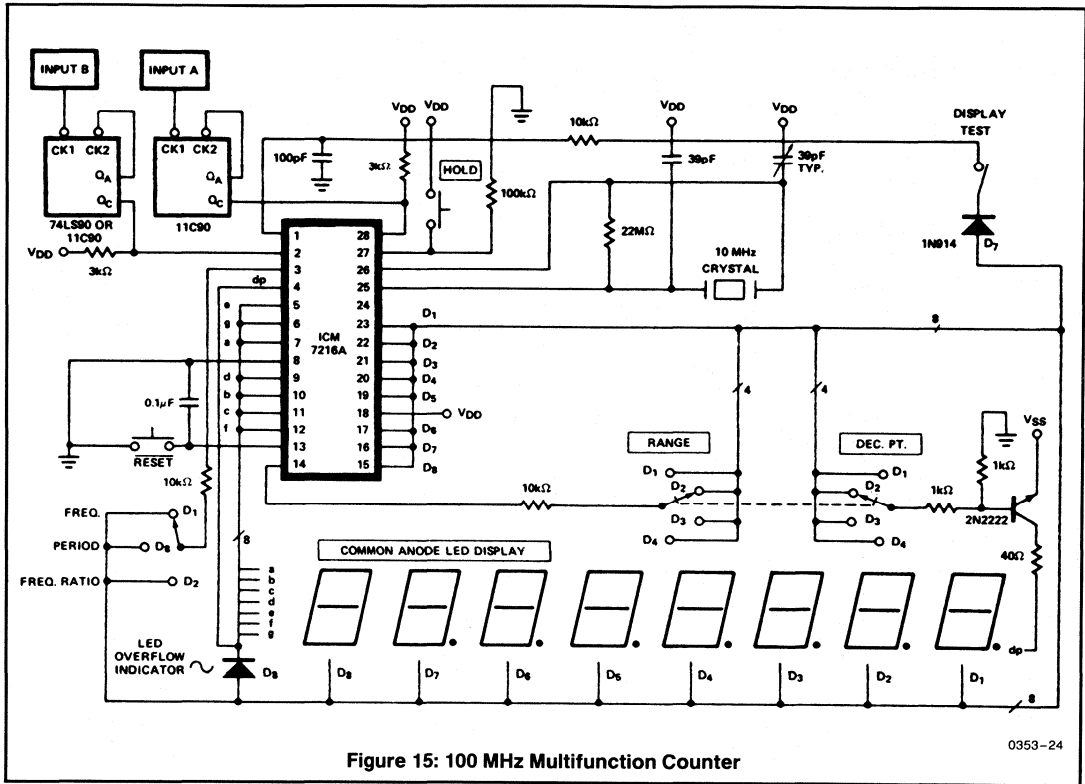 INPUT B
INPUT A
CK1 CK2
QA
QC
74LS90 OR
11C90
CK1 CK2
QA
QC
11C90
VDD
3kΩ
100pF
VDD VDD
3kΩ
HOLD
100kΩ
10kΩ
VDD
39pF
VDD
39pF
TYP.
DISPLAY
TEST
1N914
D7
22MΩ
10 MHz
CRYSTAL
ICM
7216A
1 28
2 27
3 26
4 25
5 24
6 23
7 22
8 21
9 20
10 19
11 18
12 17
13 16
14 15
dp
e
g
a
d
b
c
f
D1
D2
D3
D4
D5
VDD
D6
D7
D8
8
4
4
0.1μF
RESET
10kΩ
FREQ.
D1
PERIOD
D8
FREQ. RATIO
D2
RANGE
D1
D2
D3
D4
10kΩ
DEC. PT.
D1
D2
D3
D4
1kΩ
1kΩ
VSS
2N2222
40Ω
8
a
b
c
d
e
f
g
COMMON ANODE LED DISPLAY
dp
LED
OVERFLOW
INDICATOR
D8
D8 D7 D6 D5 D4 D3 D2 D1
8
0353–24
Figure 15: 100 MHz Multifunction Counter